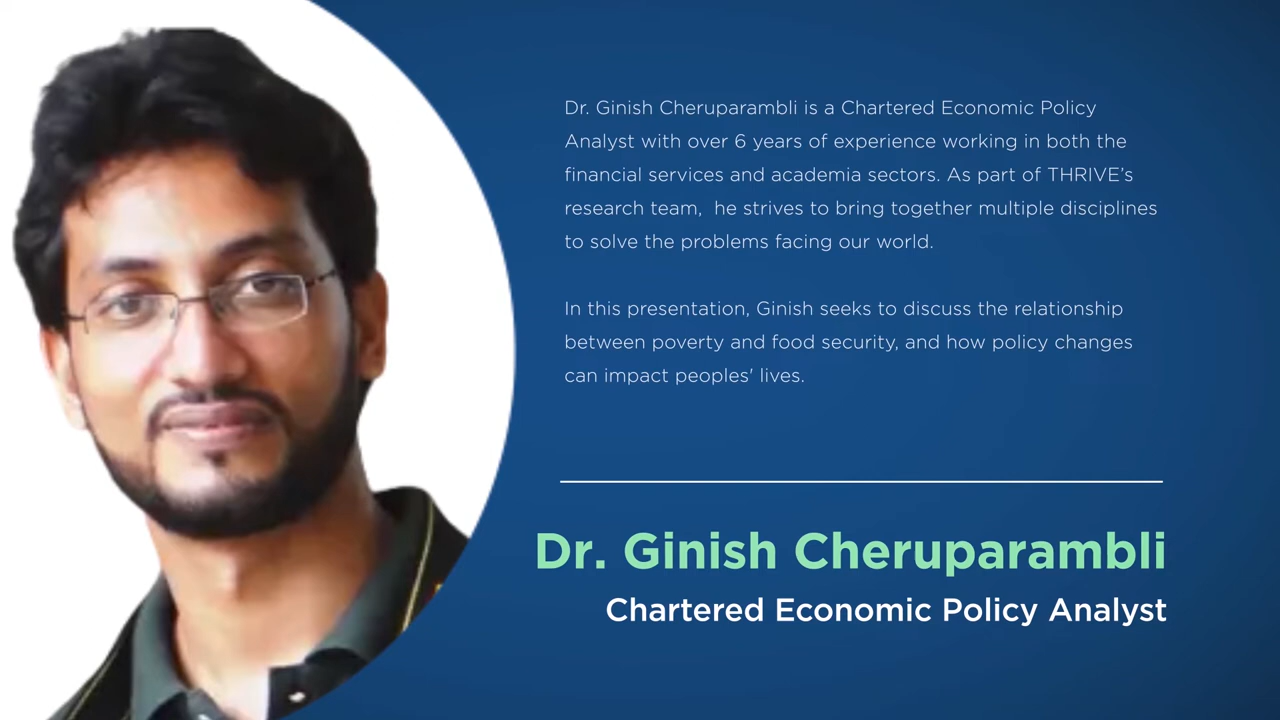 Dr. Ginish Cheruparambli is a Chartered Economic Policy
Analyst with over 6 years of experience working in both the
financial services and academia sectors. As part of THRIVE's
research team,  he strives to bring together multiple disciplines
to solve the problems facing our world.
In this presentation, Ginish seeks to discuss the relationship
between poverty and food security, and how policy changes
can impact peoples' lives.
Dr. Ginish Cheruparambli
Chartered Economic Policy Analyst